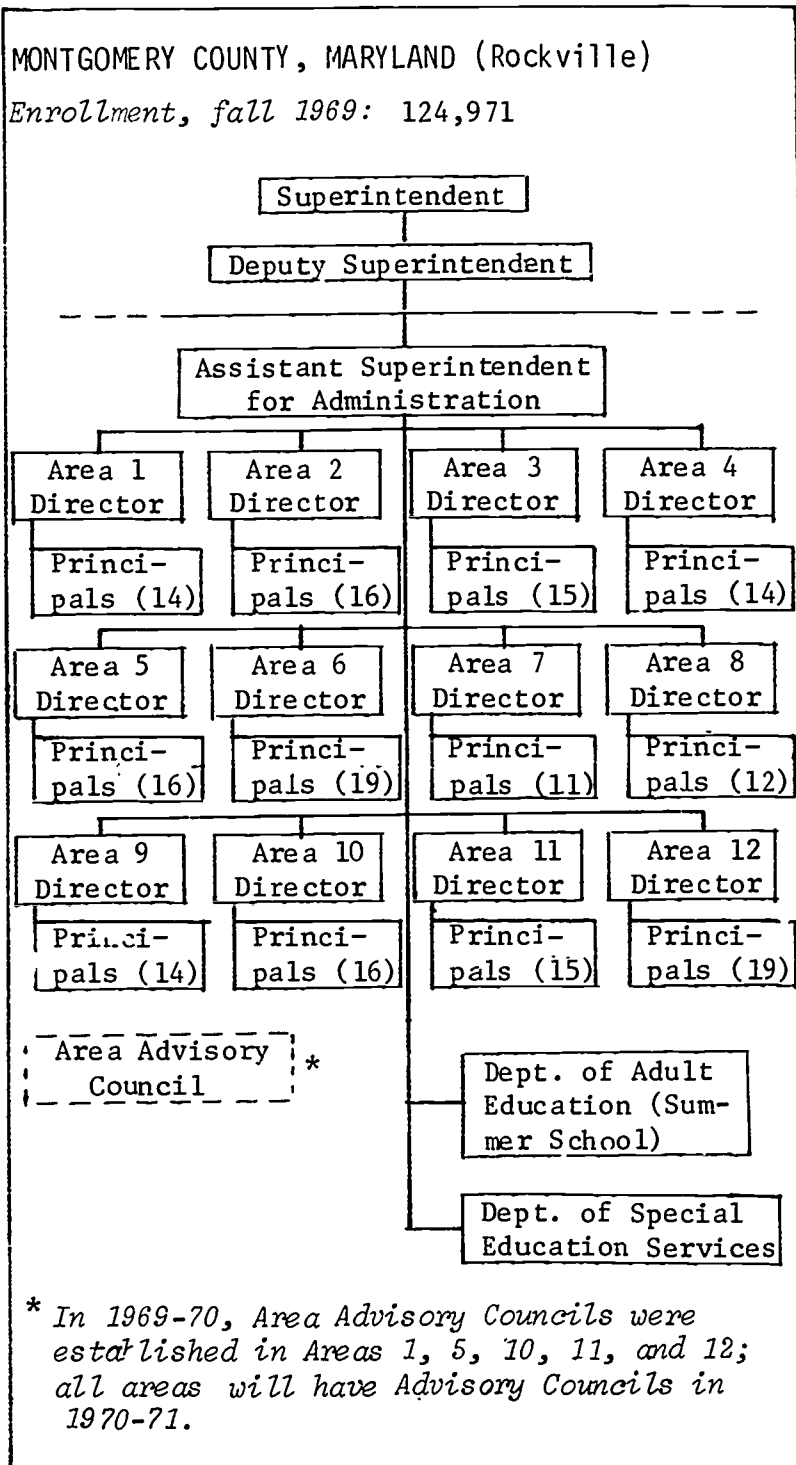 MONTGOMERY COUNTY, MARYLAND (Rockville)
Enrollment, fall 1969: 124,971
Superintendent
Deputy Superintendent
Assistant Superintendent
for Administration
Area 1
Director
Area 2
Director
Area 3
Director
Area 4
Director
Princi-
pals (14)
Princi-
pals (16)
Princi-
pals (15)
Princi-
pals (14)
Area 5
Director
Area 6
Director
Area 7
Director
Area 8
Director
Princi-
pals (16)
Princi-
pals (19)
Princi-
pals (11)
Princi-
pals (12)
Area 9
Director
Area 10
Director
Area 11
Director
Area 12
Director
Princi-
pals (14)
Princi-
pals (16)
Princi-
pals (15)
Princi-
pals (19)
Area Advisory *
Council
Dept. of Adult
Education (Sum-
mer School)
Dept. of Special
Education Services
* In 1969-70, Area Advisory Councils were
established in Areas 1, 5, 10, 11, and 12;
all areas will have Advisory Councils in
1970-71.